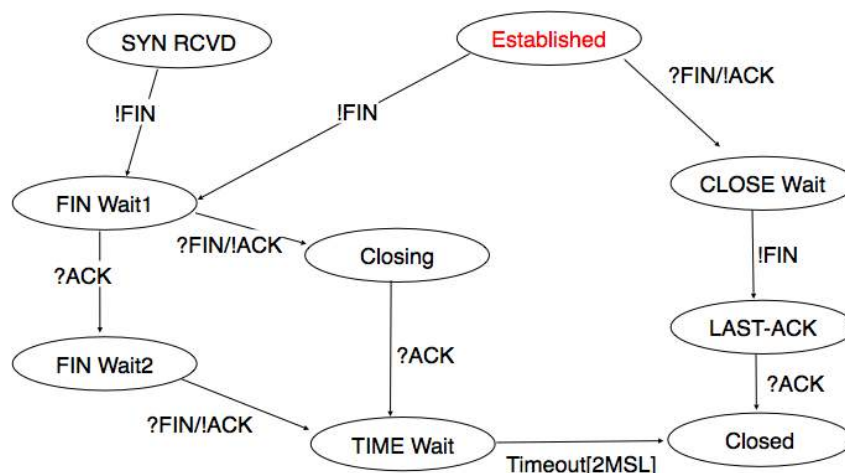 SYN RCVD
Established
?FIN/!ACK
!FIN
!FIN
CLOSE Wait
FIN Wait1
?FIN/!ACK
Closing
!FIN
?ACK
LAST-ACK
FIN Wait2
?ACK
?ACK
?FIN/!ACK
TIME Wait
Closed
Timeout[2MSL]